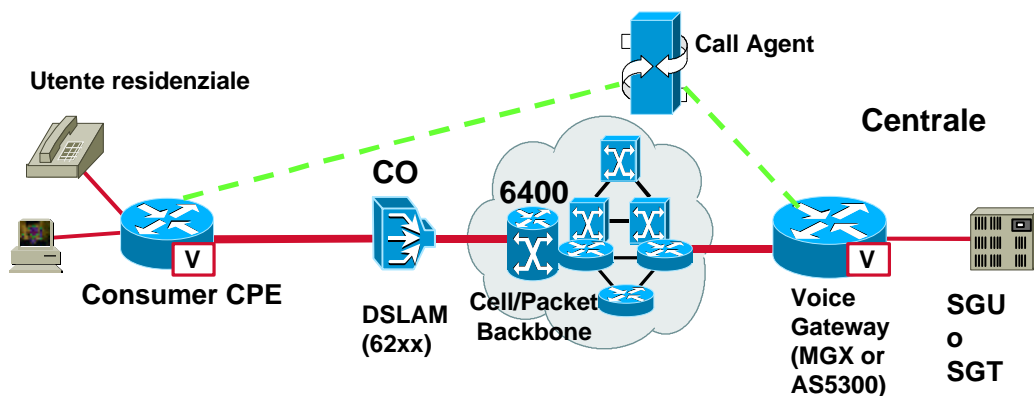 Call Agent
Utente residenziale
Centrale
CO
6400
V
V
Consumer CPE
DSLAM
(62xx)
Cell/Packet
Backbone
Voice
Gateway
(MGX or
AS5300)
SGU
o
SGT